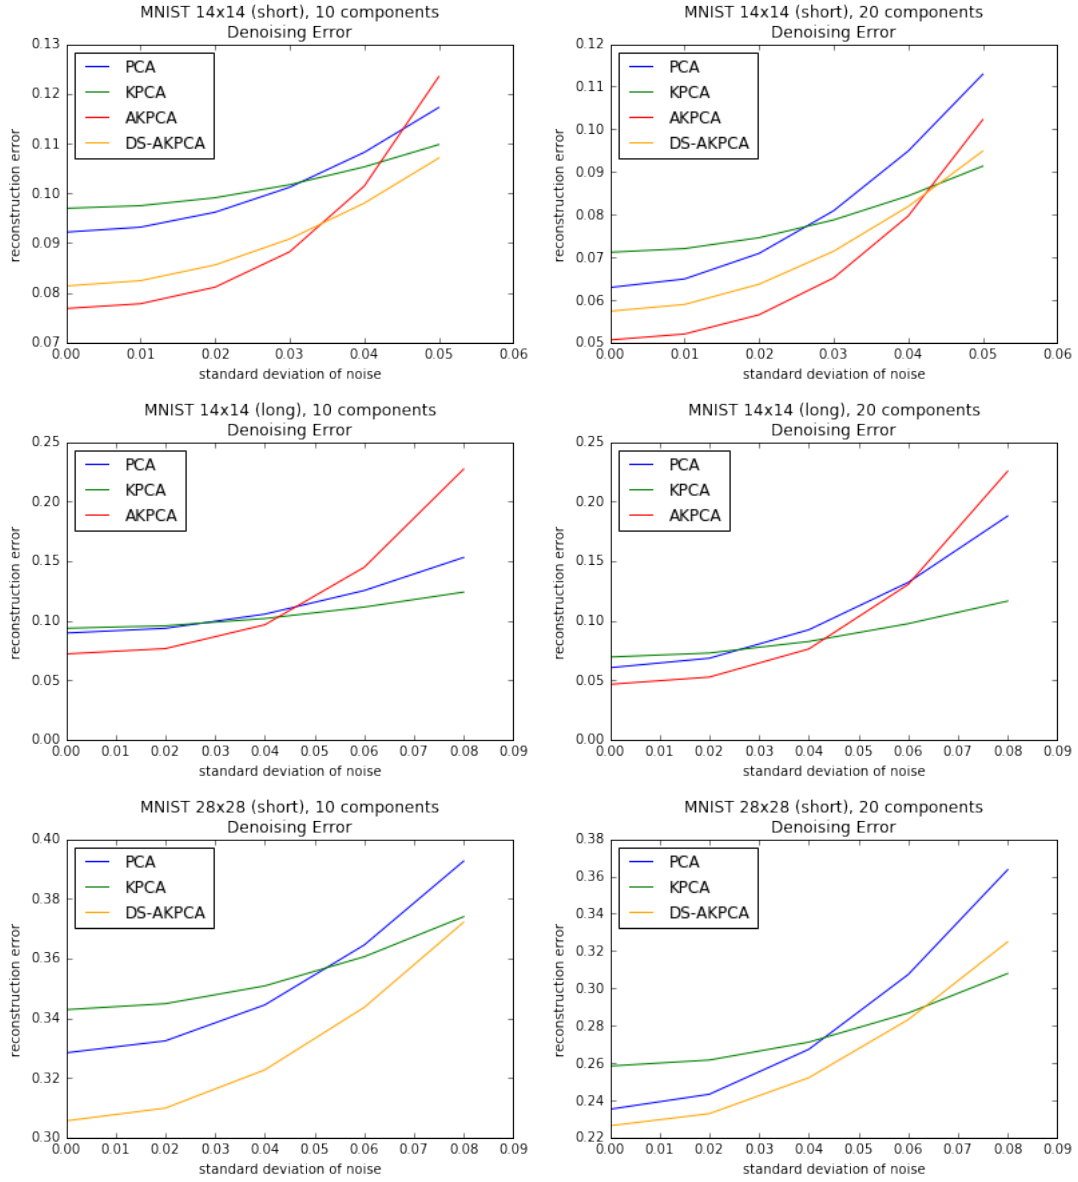 MNIST 14x14 (short), 10 components
Denoising Error
0.13
0.12
0.11
0.10
0.09
0.08
0.07
reconstruction error
PCA
KPCA
AKPCA
DS-AKPCA
0.00 0.01 0.02 0.03 0.04 0.05 0.06
standard deviation of noise
MNIST 14x14 (short), 20 components
Denoising Error
0.12
0.11
0.10
0.09
0.08
0.07
0.06
0.05
reconstruction error
PCA
KPCA
AKPCA
DS-AKPCA
0.00 0.01 0.02 0.03 0.04 0.05 0.06
standard deviation of noise
MNIST 14x14 (long), 10 components
Denoising Error
0.25
0.20
0.15
0.10
0.05
0.00
reconstruction error
PCA
KPCA
AKPCA
0.00 0.01 0.02 0.03 0.04 0.05 0.06 0.07 0.08 0.09
standard deviation of noise
MNIST 14x14 (long), 20 components
Denoising Error
0.25
0.20
0.15
0.10
0.05
0.00
reconstruction error
PCA
KPCA
AKPCA
0.00 0.01 0.02 0.03 0.04 0.05 0.06 0.07 0.08 0.09
standard deviation of noise
MNIST 28x28 (short), 10 components
Denoising Error
0.40
0.38
0.36
0.34
0.32
0.30
reconstruction error
PCA
KPCA
DS-AKPCA
0.00 0.01 0.02 0.03 0.04 0.05 0.06 0.07 0.08 0.09
standard deviation of noise
MNIST 28x28 (short), 20 components
Denoising Error
0.38
0.36
0.34
0.32
0.30
0.28
0.26
0.24
0.22
reconstruction error
PCA
KPCA
DS-AKPCA
0.00 0.01 0.02 0.03 0.04 0.05 0.06 0.07 0.08 0.09
standard deviation of noise